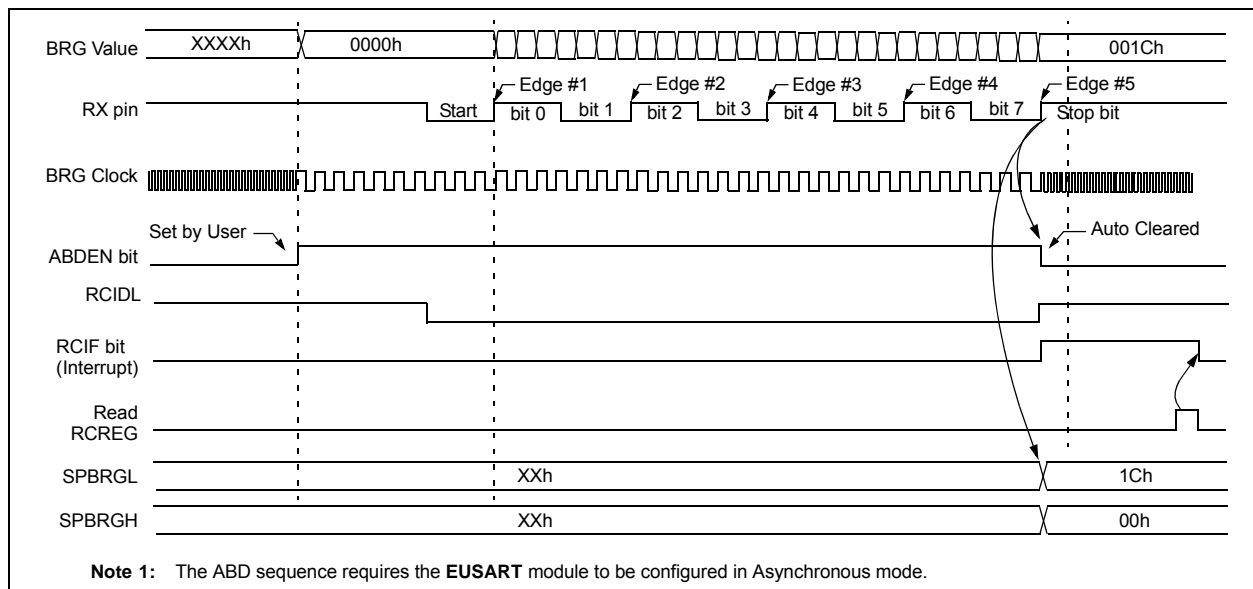 BRG Value XXXXh 0000h 001Ch
Edge #1 Edge #2 Edge #3 Edge #4 Edge #5
RX pin Start bit 0 bit 1 bit 2 bit 3 bit 4 bit 5 bit 6 bit 7 Stop bit
BRG Clock
Set by User Auto Cleared
ABDEN bit
RCIDL
RCIF bit
(Interrupt)
Read
RCREG
SPBRGL XXh 1Ch
SPBRGH XXh 00h
Note 1: The ABD sequence requires the EUSART module to be configured in Asynchronous mode.